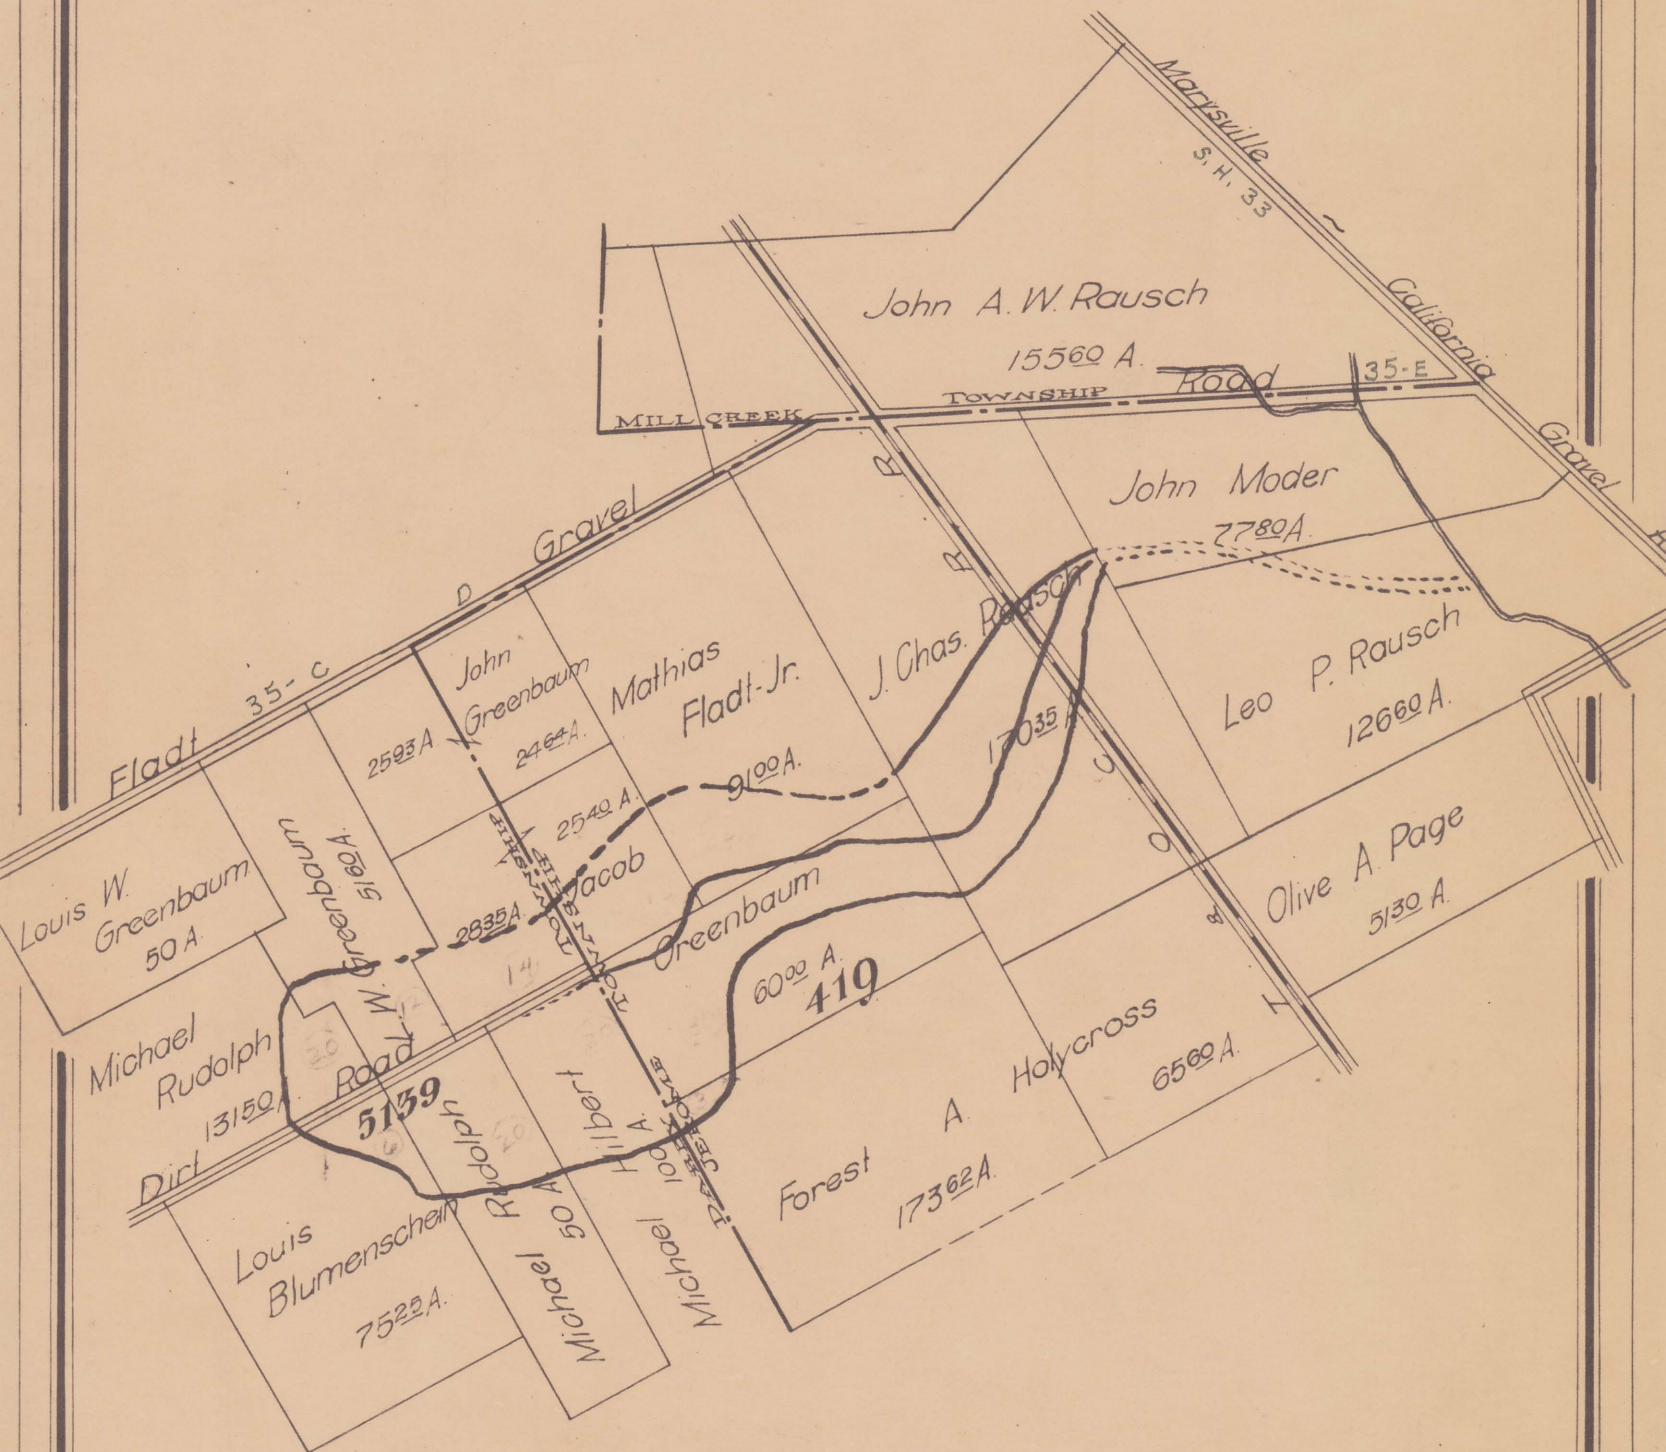 Marysville ~ California Gravel
S. H. 33
John A. W. Rausch
155 60 A.
Road
35-E
TOWNSHIP
MILL CREEK
John Moder
77 80 A.
R R
Gravel
35- C D
Fladt
John
Greenbaum
25 93 A.
24 64 A.
Mathias
Fladt-Jr.
91 00 A.
J. Chas. Rausch
170 35 A
Leo P. Rausch
126 60 A.
C O & T
Olive A. Page
51 30 A.
25 40 A.
Jacob
Greenbaum
28 35 A.
60 00 A.
419
TOWNSHIP
TOWNSHIP
L. W. Greenbaum
51 60 A.
Louis W.
Greenbaum
50 A.
14
Michael
Rudolph
131 50 A
Road
Dirt
5139
Michael Rudolph
50 A
Michael Hilbert
100 A.
JEROME
DARBY
Forest A. Holycross
173 62 A.
65 60 A.
Louis
Blumenschein
75 25 A.